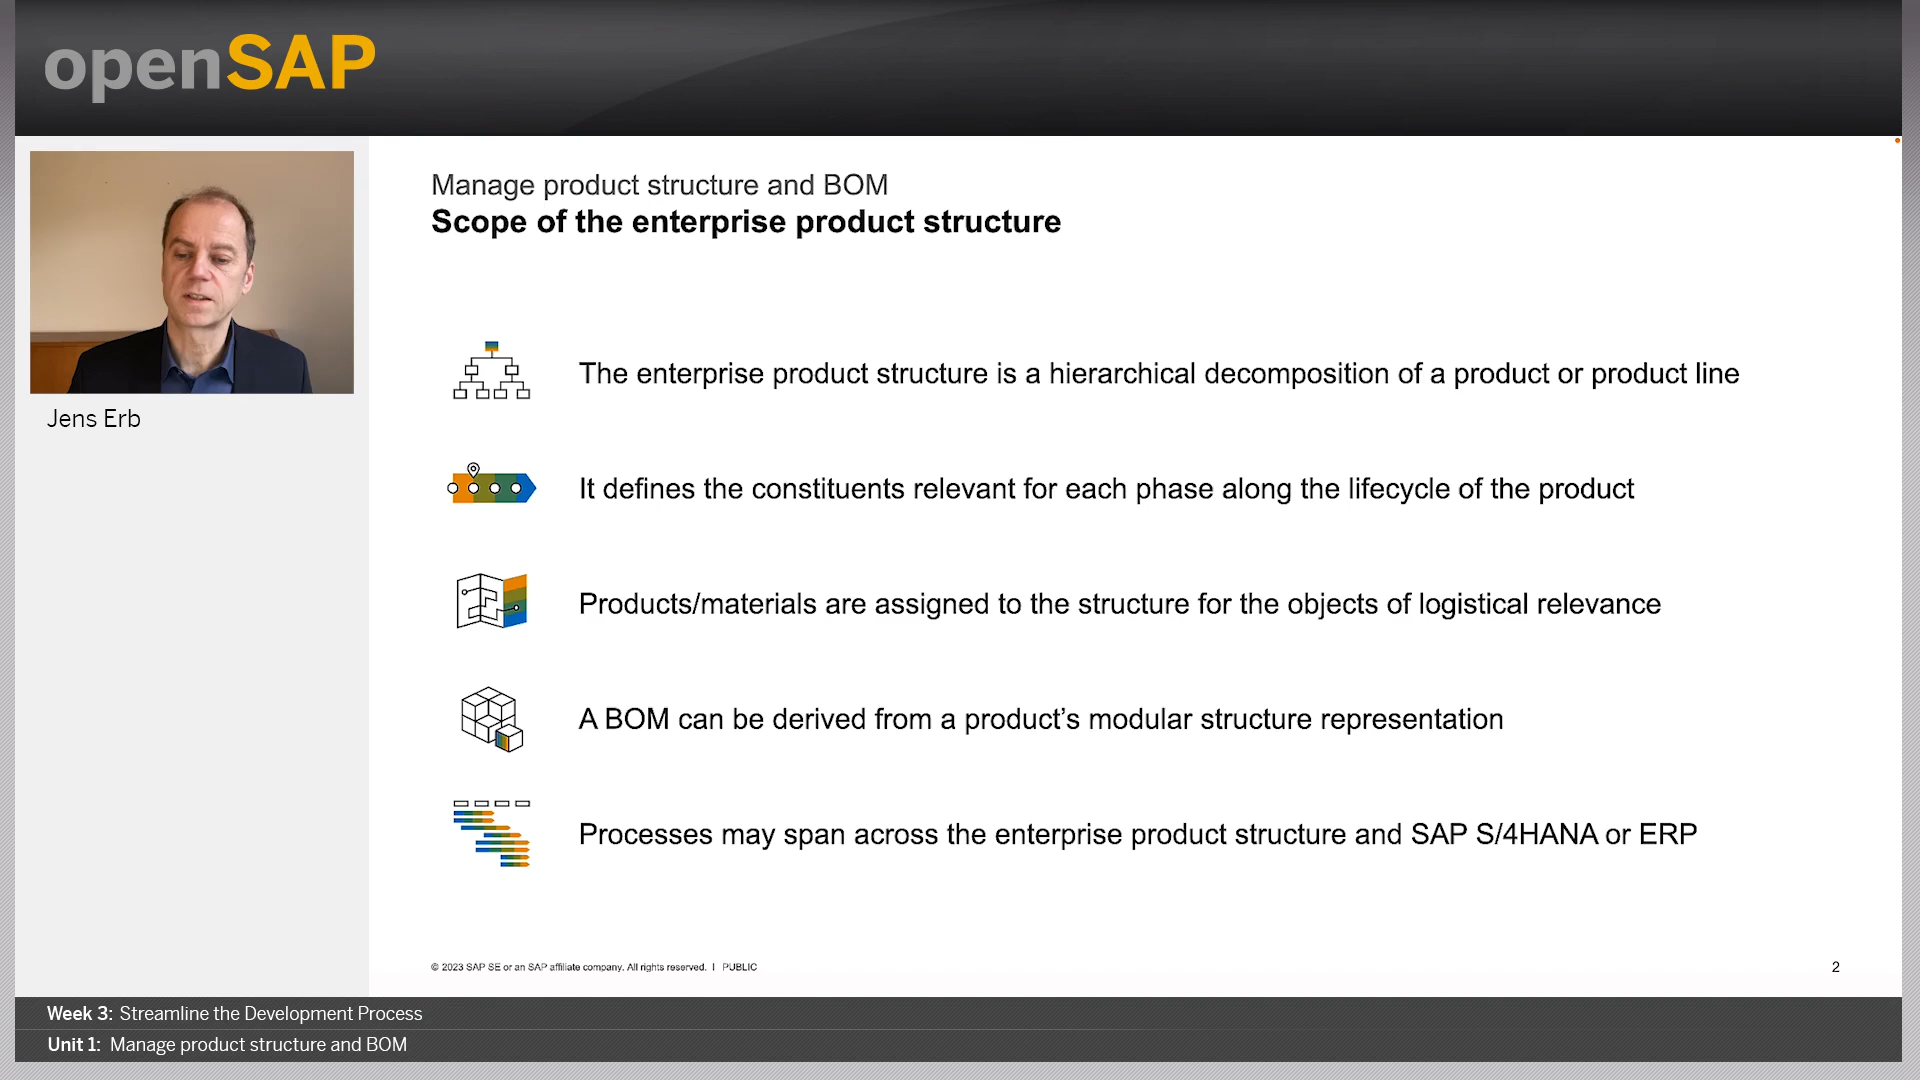 openSAP
Jens Erb
Manage product structure and BOM
Scope of the enterprise product structure
The enterprise product structure is a hierarchical decomposition of a product or product line
It defines the constituents relevant for each phase along the lifecycle of the product
Products/materials are assigned to the structure for the objects of logistical relevance
A BOM can be derived from a product’s modular structure representation
Processes may span across the enterprise product structure and SAP S/4HANA or ERP
© 2023 SAP SE or an SAP affiliate company. All rights reserved. | PUBLIC
2
Week 3: Streamline the Development Process
Unit 1: Manage product structure and BOM